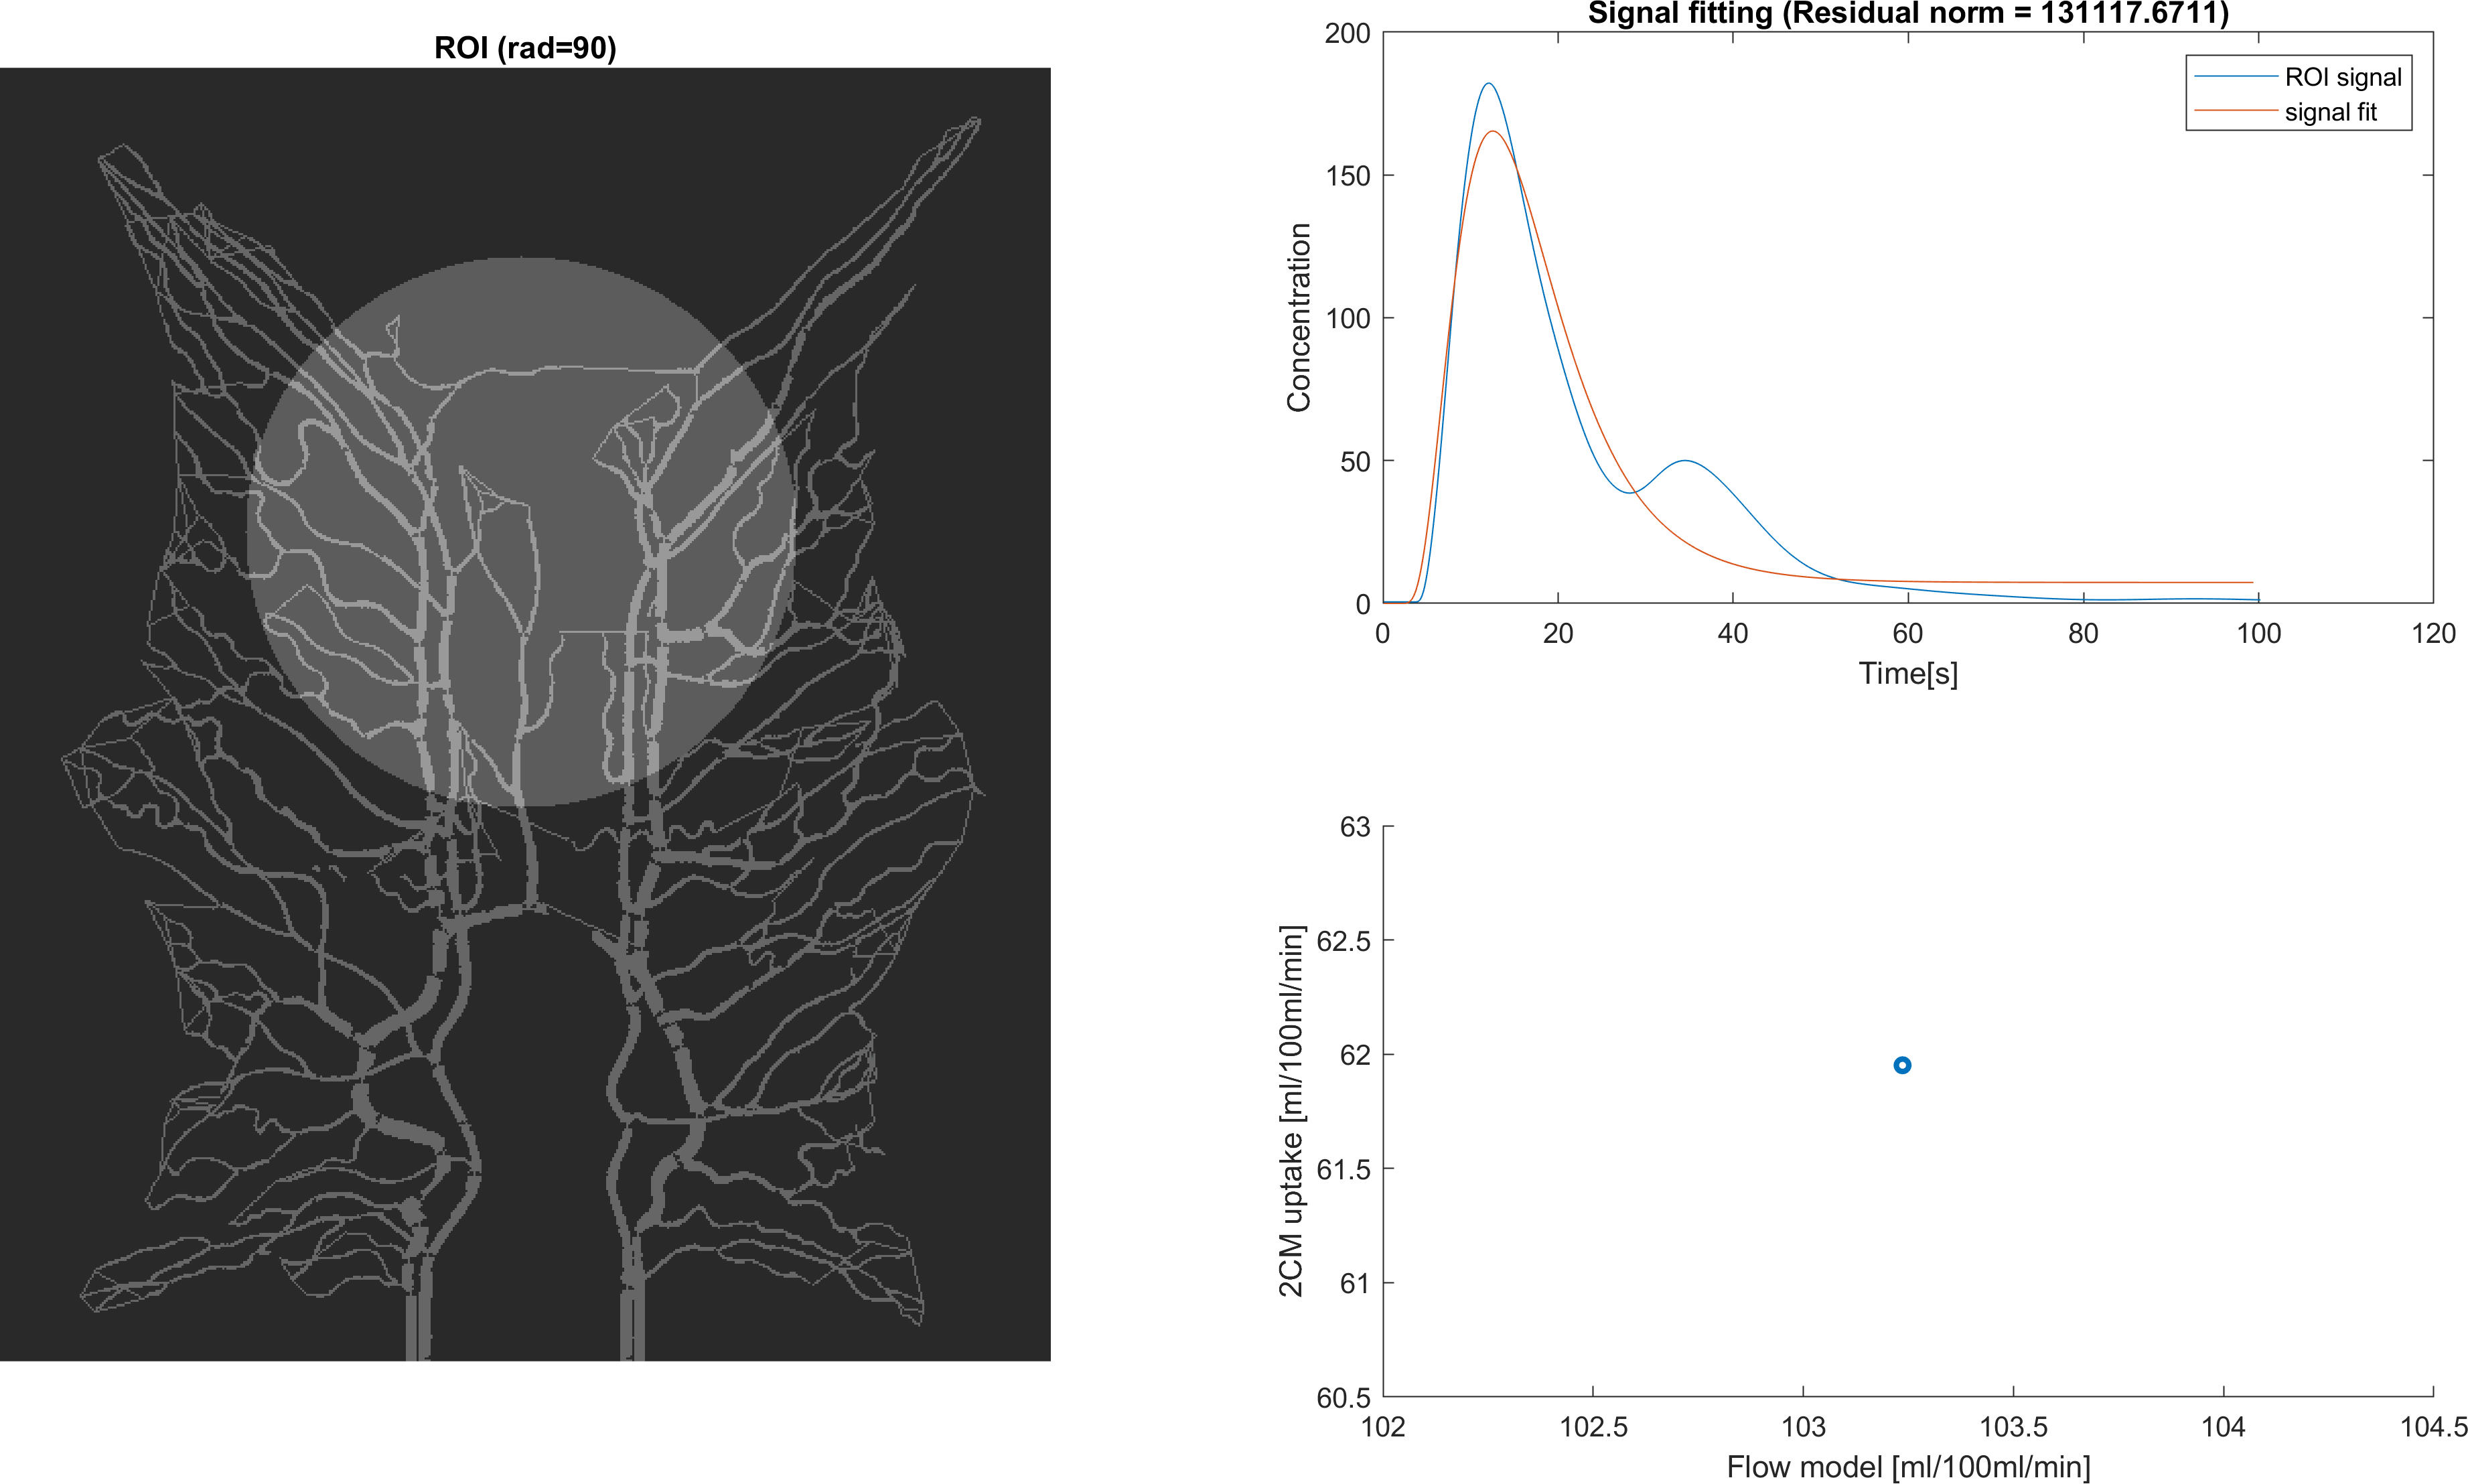 ROI (rad=90)
Signal fitting (Residual norm = 131117.6711)
200
150
100
50
0
Concentration
ROI signal
signal fit
0 20 40 60 80 100 120
Time[s]
63
62.5
62
61.5
61
60.5
2CM uptake [ml/100ml/min]
102 102.5 103 103.5 104 104.5
Flow model [ml/100ml/min]